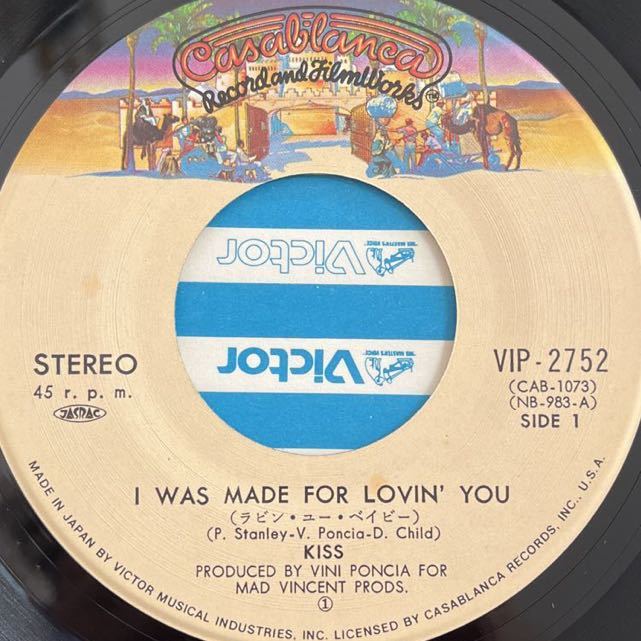 Casablanca
Record and FilmWorks
TM
Victor
"HIS MASTER'S VOICE"
Victor
"HIS MASTER'S VOICE"
STEREO
45 r. p. m.
JASRAC
VIP-2752
(CAB-1073)
(NB-983-A)
SIDE 1
I WAS MADE FOR LOVIN' YOU
(ラビン・ユー・ベイビー)
(P. Stanley-V. Poncia-D. Child)
KISS
PRODUCED BY VINI PONCIA FOR
MAD VINCENT PRODS.
①
MADE IN JAPAN BY VICTOR MUSICAL INDUSTRIES, INC. LICENSED BY CASABLANCA RECORDS, INC., U.S.A.